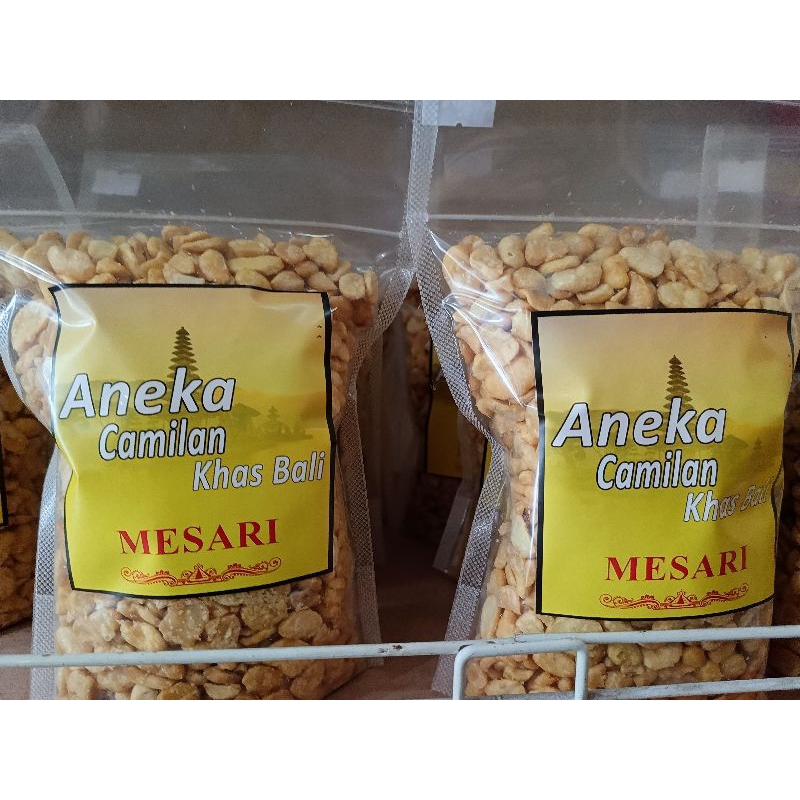 Aneka
Camilan
Khas Bali
MESARI
Aneka
Camilan
Khas Bali
MESARI